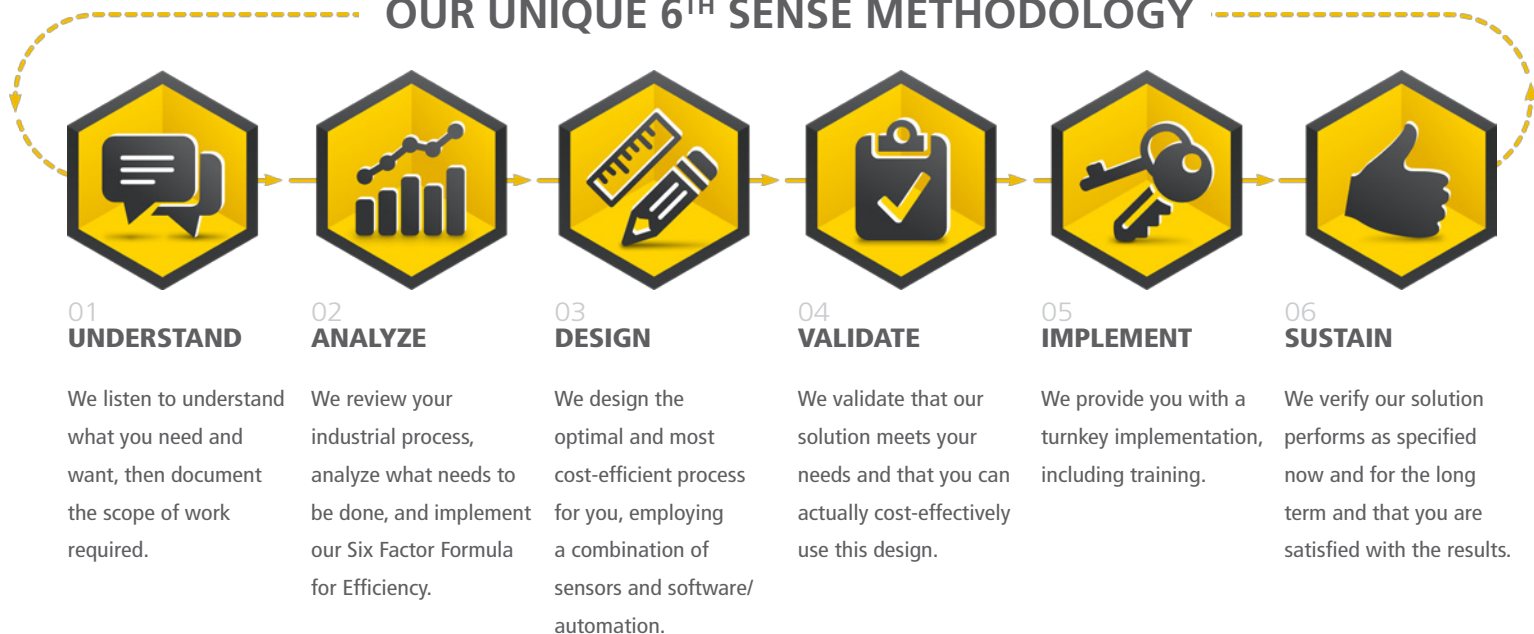 OUR UNIQUE 6TH SENSE METHODOLOGY
01
UNDERSTAND
We listen to understand
what you need and
want, then document
the scope of work
required.
02
ANALYZE
We review your
industrial process,
analyze what needs to
be done, and implement
our Six Factor Formula
for Efficiency.
03
DESIGN
We design the
optimal and most
cost-efficient process
for you, employing
a combination of
sensors and software/
automation.
04
VALIDATE
We validate that our
solution meets your
needs and that you can
actually cost-effectively
use this design.
05
IMPLEMENT
We provide you with a
turnkey implementation,
including training.
06
SUSTAIN
We verify our solution
performs as specified
now and for the long
term and that you are
satisfied with the results.